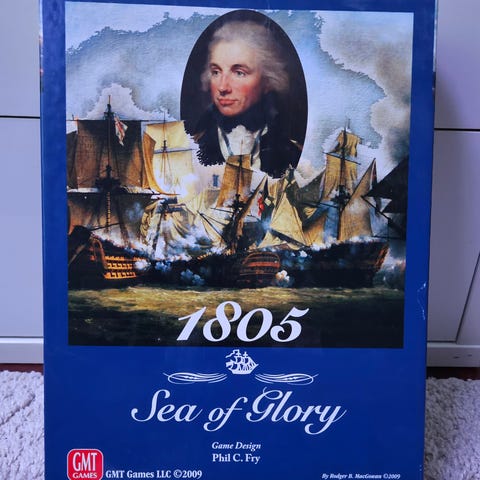 1805
Sea of Glory
Game Design
Phil C. Fry
GMT
GAMES
GMT Games LLC ©2009
By Rodger B. MacGowan ©2009